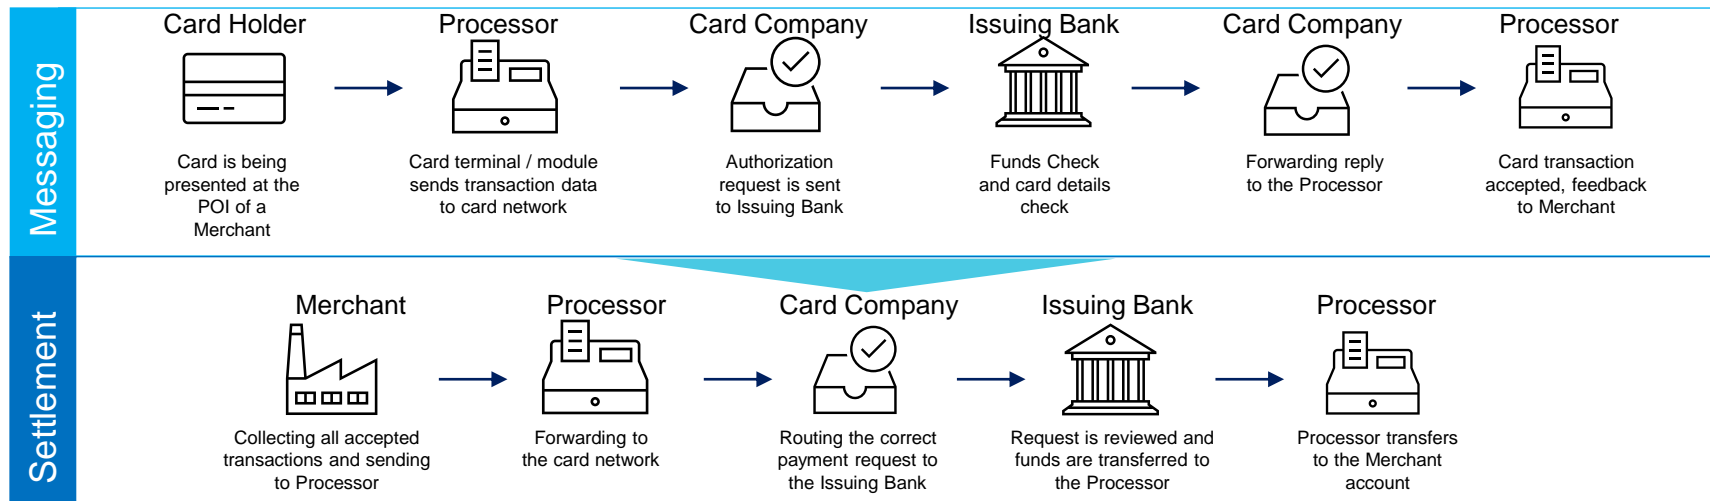 Messaging
Card Holder
Card is being
presented at the
POI of a
Merchant
Processor
Card terminal / module
sends transaction data
to card network
Card Company
Authorization
request is sent
to Issuing Bank
Issuing Bank
Funds Check
and card details
check
Card Company
Forwarding reply
to the Processor
Processor
Card transaction
accepted, feedback
to Merchant
Settlement
Merchant
Collecting all accepted
transactions and sending
to Processor
Processor
Forwarding to
the card network
Card Company
Routing the correct
payment request to
the Issuing Bank
Issuing Bank
Request is reviewed and
funds are transferred to
the Processor
Processor
Processor transfers
to the Merchant
account